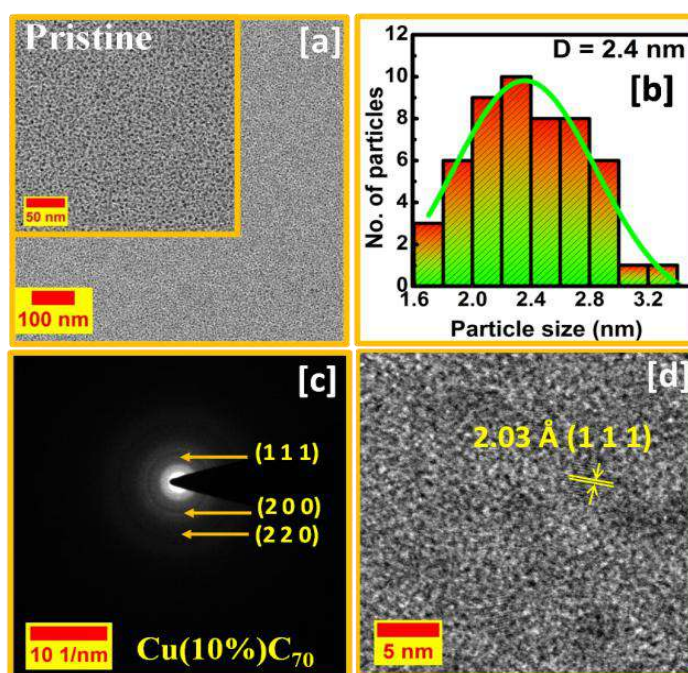 Pristine
[a]
50 nm
100 nm
D = 2.4 nm
[b]
No. of particles
12
10
8
6
4
2
0
1.6 2.0 2.4 2.8 3.2
Particle size (nm)
[c]
(1 1 1)
(2 0 0)
(2 2 0)
10 1/nm
Cu(10%)C₇₀
[d]
2.03 Å (1 1 1)
5 nm